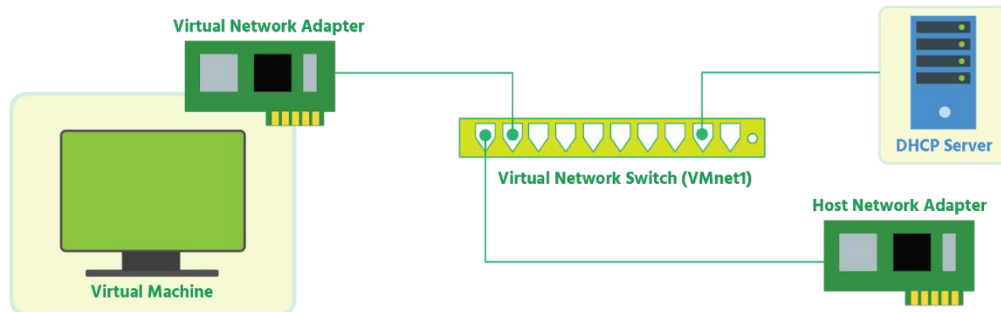 Virtual Network Adapter
DHCP Server
Virtual Network Switch (VMnet1)
Host Network Adapter
Virtual Machine